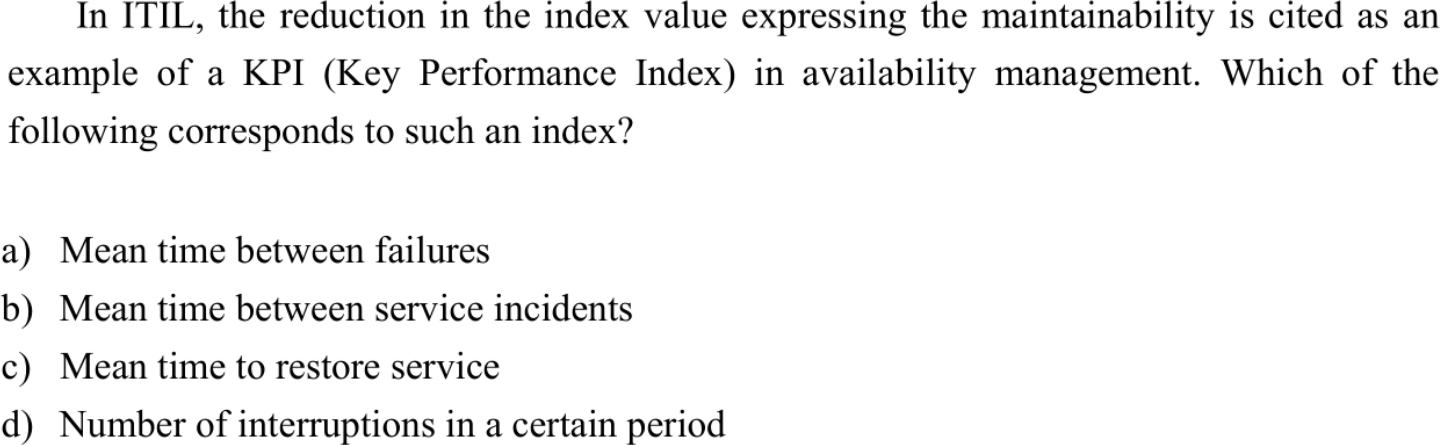 In ITIL, the reduction in the index value expressing the maintainability is cited as an
example of a KPI (Key Performance Index) in availability management. Which of the
following corresponds to such an index?
a) Mean time between failures
b) Mean time between service incidents
c) Mean time to restore service
d) Number of interruptions in a certain period